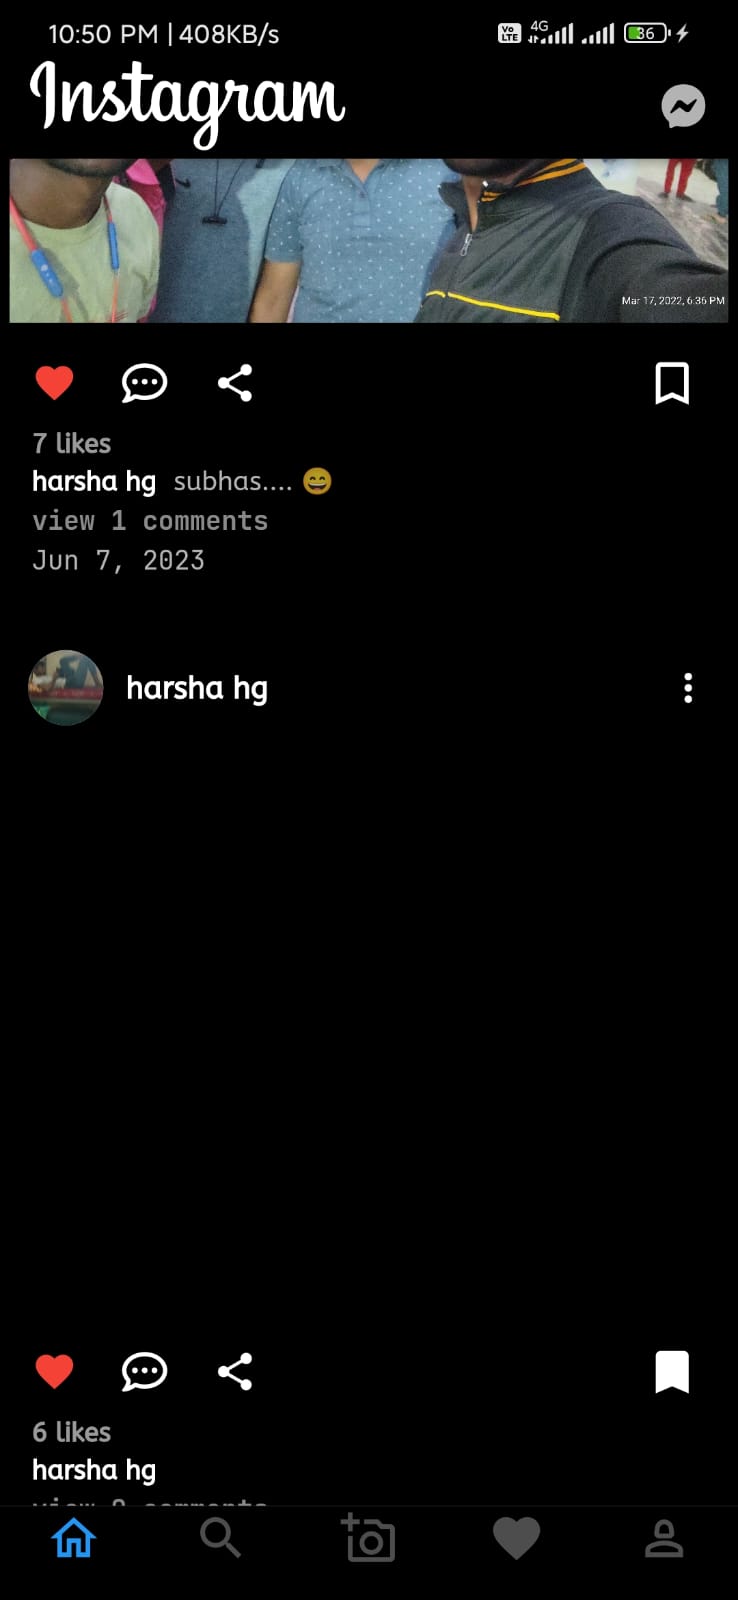 10:50 PM | 408KB/s Vo LTE 4G 36
Instagram
Mar 17, 2022, 6:36 PM
7 likes
harsha hg subhas.... 😄
view 1 comments
Jun 7, 2023
harsha hg
6 likes
harsha hg